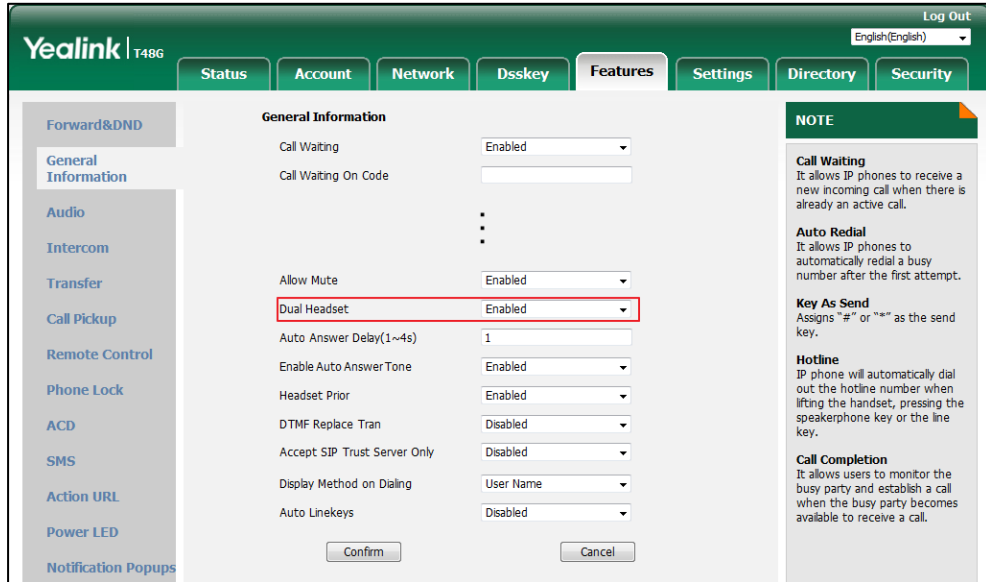 Log Out
English(English)
Yealink T48G
Status Account Network Dsskey Features Settings Directory Security
Forward&DND
General
Information
Audio
Intercom
Transfer
Call Pickup
Remote Control
Phone Lock
ACD
SMS
Action URL
Power LED
Notification Popups
General Information
Call Waiting Enabled
Call Waiting On Code
Allow Mute Enabled
Dual Headset Enabled
Auto Answer Delay(1~4s) 1
Enable Auto Answer Tone Enabled
Headset Prior Enabled
DTMF Replace Tran Disabled
Accept SIP Trust Server Only Disabled
Display Method on Dialing User Name
Auto Linekeys Disabled
Confirm Cancel
NOTE
Call Waiting
It allows IP phones to receive a
new incoming call when there is
already an active call.
Auto Redial
It allows IP phones to
automatically redial a busy
number after the first attempt.
Key As Send
Assigns "#" or "*" as the send
key.
Hotline
IP phone will automatically dial
out the hotline number when
lifting the handset, pressing the
speakerphone key or the line
key.
Call Completion
It allows users to monitor the
busy party and establish a call
when the busy party becomes
available to receive a call.